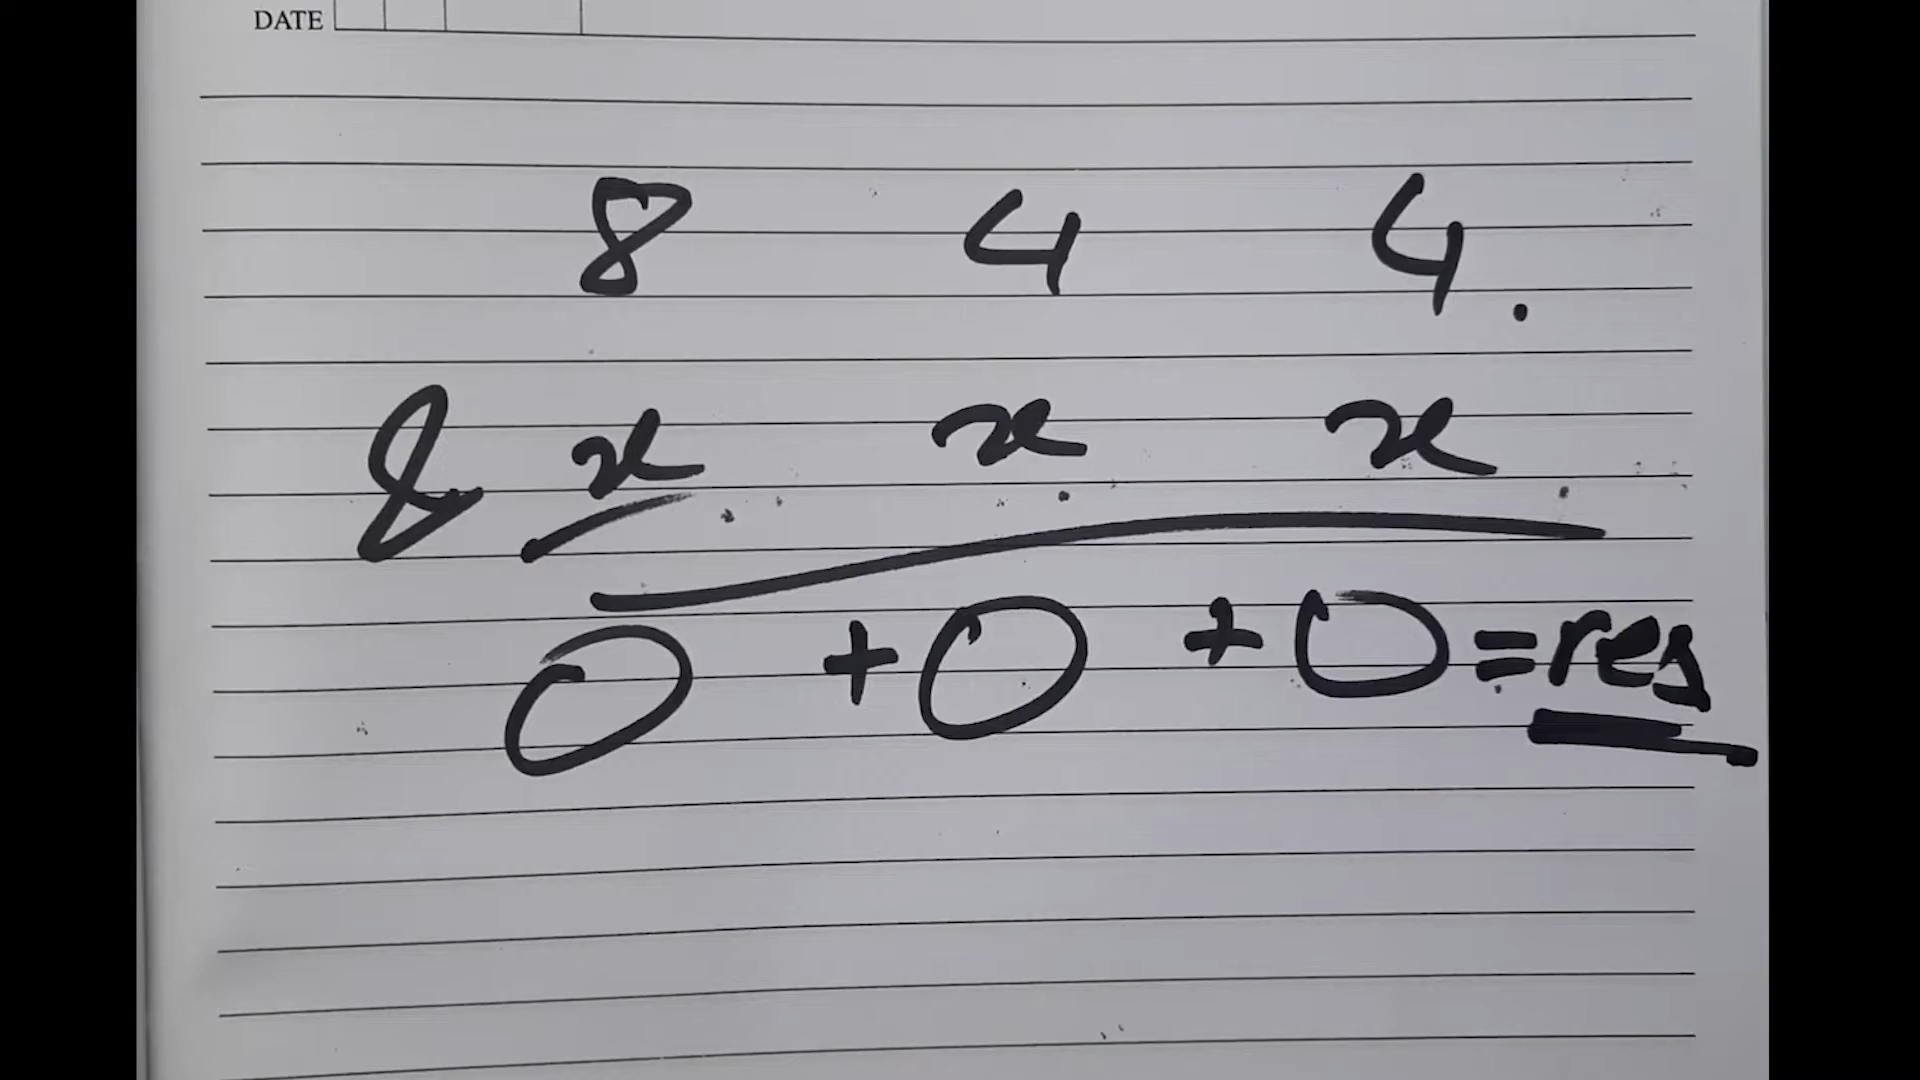 DATE
8 4 4.
& x x x
0 + 0 + 0 = res